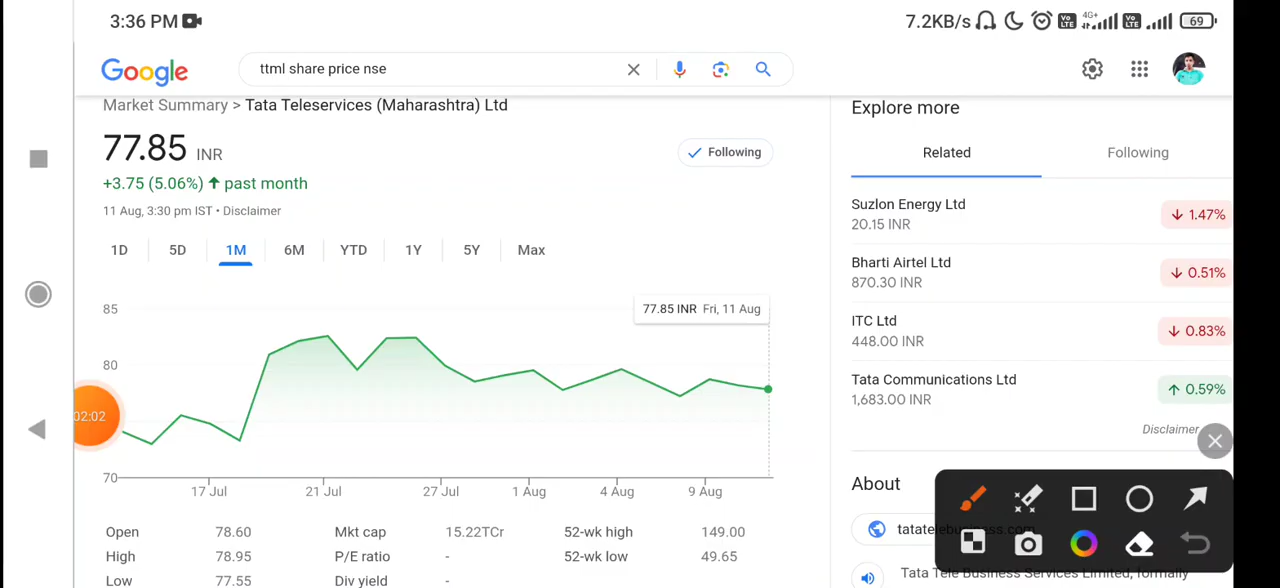 3:36 PM
7.2KB/s Vo LTE 4G+ Vo LTE 69
Google
ttml share price nse
Market Summary > Tata Teleservices (Maharashtra) Ltd
77.85 INR
Following
+3.75 (5.06%) ↑ past month
11 Aug, 3:30 pm IST • Disclaimer
1D 5D 1M 6M YTD 1Y 5Y Max
77.85 INR Fri, 11 Aug
85
80
70
02:02
17 Jul 21 Jul 27 Jul 1 Aug 4 Aug 9 Aug
Open 78.60 Mkt cap 15.22TCr 52-wk high 149.00
High 78.95 P/E ratio - 52-wk low 49.65
Low 77.55 Div yield -
Explore more
Related Following
Suzlon Energy Ltd
20.15 INR
↓ 1.47%
Bharti Airtel Ltd
870.30 INR
↓ 0.51%
ITC Ltd
448.00 INR
↓ 0.83%
Tata Communications Ltd
1,683.00 INR
↑ 0.59%
Disclaimer
About
tatatelebusiness.com
Tata Tele Business Services Limited, formally